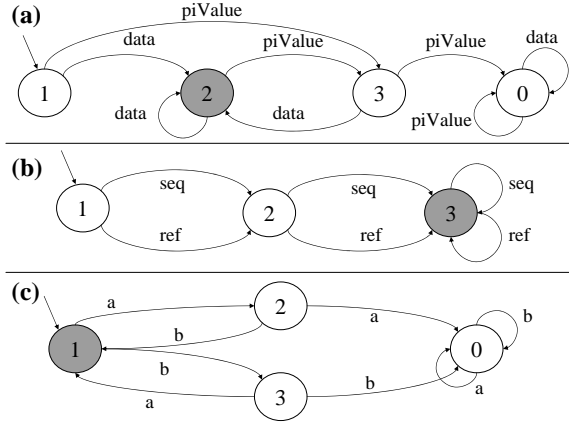 (a)
piValue
data
piValue
piValue
data
1
2
3
0
data
data
piValue
(b)
seq
seq
seq
1
2
3
ref
ref
ref
(c)
a
2
a
b
b
1
0
b
a
3
b
a